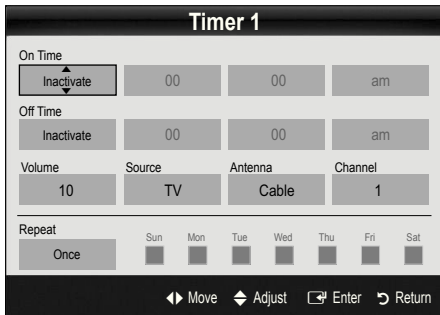 Timer 1
On Time
Inactivate 00 00 am
Off Time
Inactivate 00 00 am
Volume Source Antenna Channel
10 TV Cable 1
Repeat Sun Mon Tue Wed Thu Fri Sat
Once
Move Adjust Enter Return